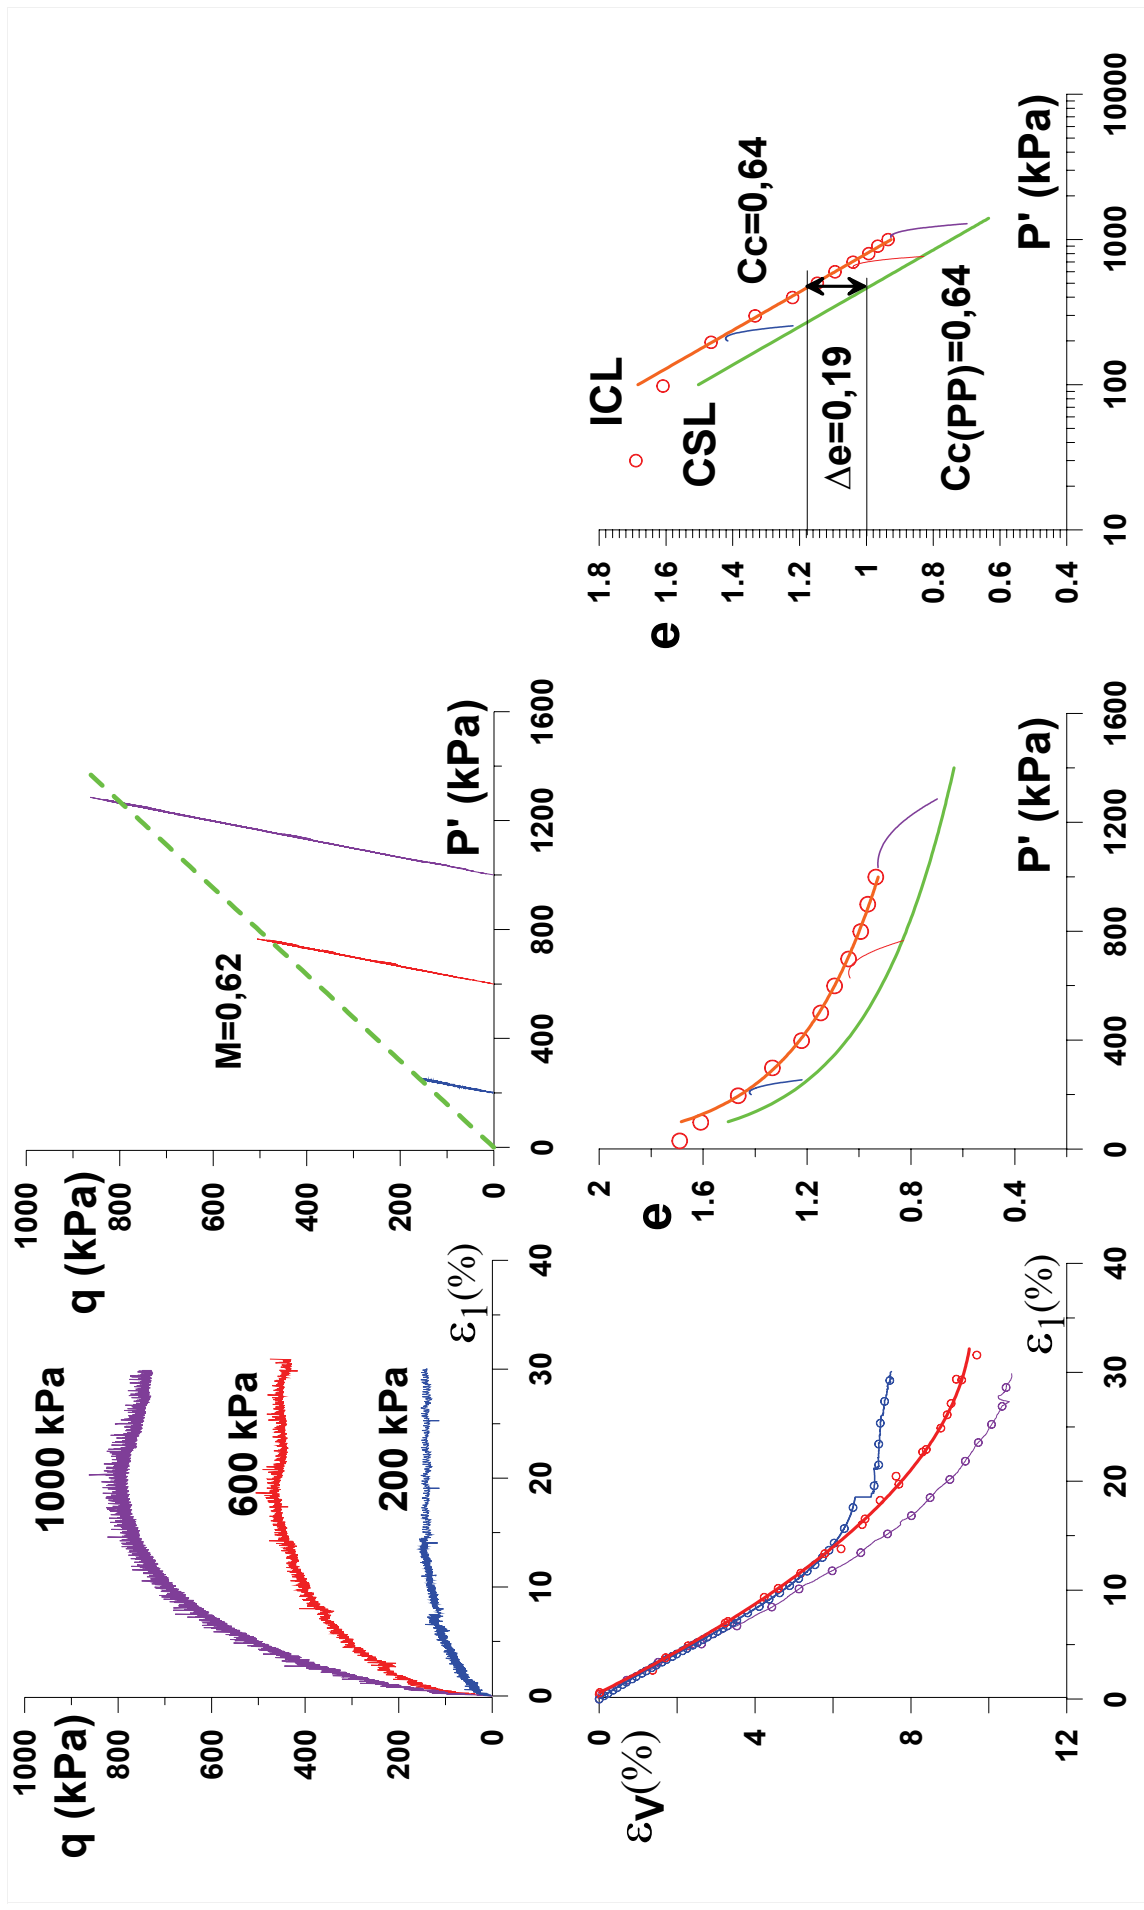 q (kPa)
1000
800
600
400
200
0
1000 kPa
600 kPa
200 kPa
0
10
20
30
40
ε1(%)
q (kPa)
1000
800
600
400
200
0
M=0,62
P' (kPa)
0
400
800
1200
1600
εv(%)
0
4
8
12
0
10
20
30
40
ε1(%)
e
2
1.6
1.2
0.8
0.4
P' (kPa)
0
400
800
1200
1600
e
1.8
1.6
1.4
1.2
1
0.8
0.6
0.4
ICL
CSL
Cc=0,64
Δe=0,19
Cc(PP)=0,64
P' (kPa)
10
100
1000
10000